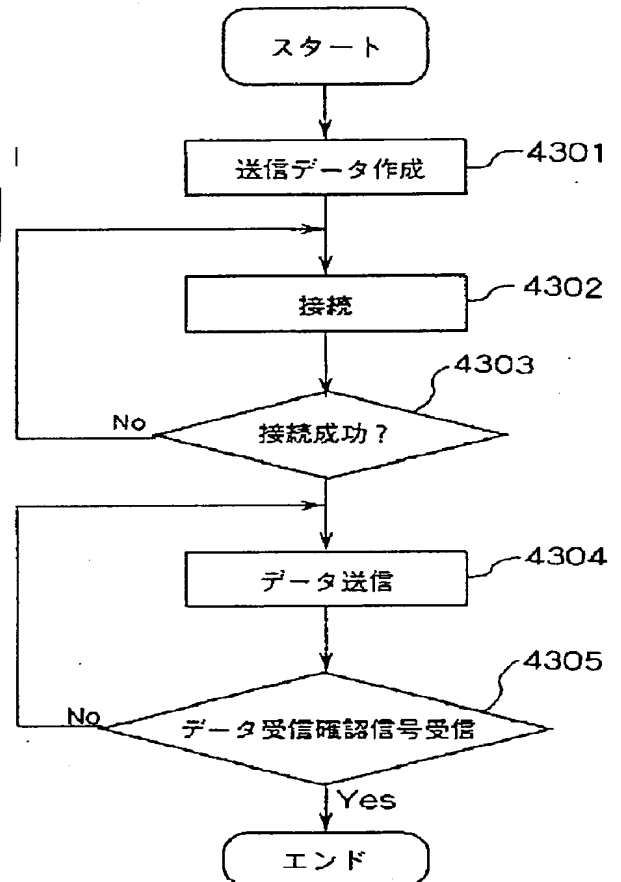 スタート
送信データ作成
4301
接続
4302
4303
接続成功?
No
データ送信
4304
4305
データ受信確認信号受信
No
Yes
エンド